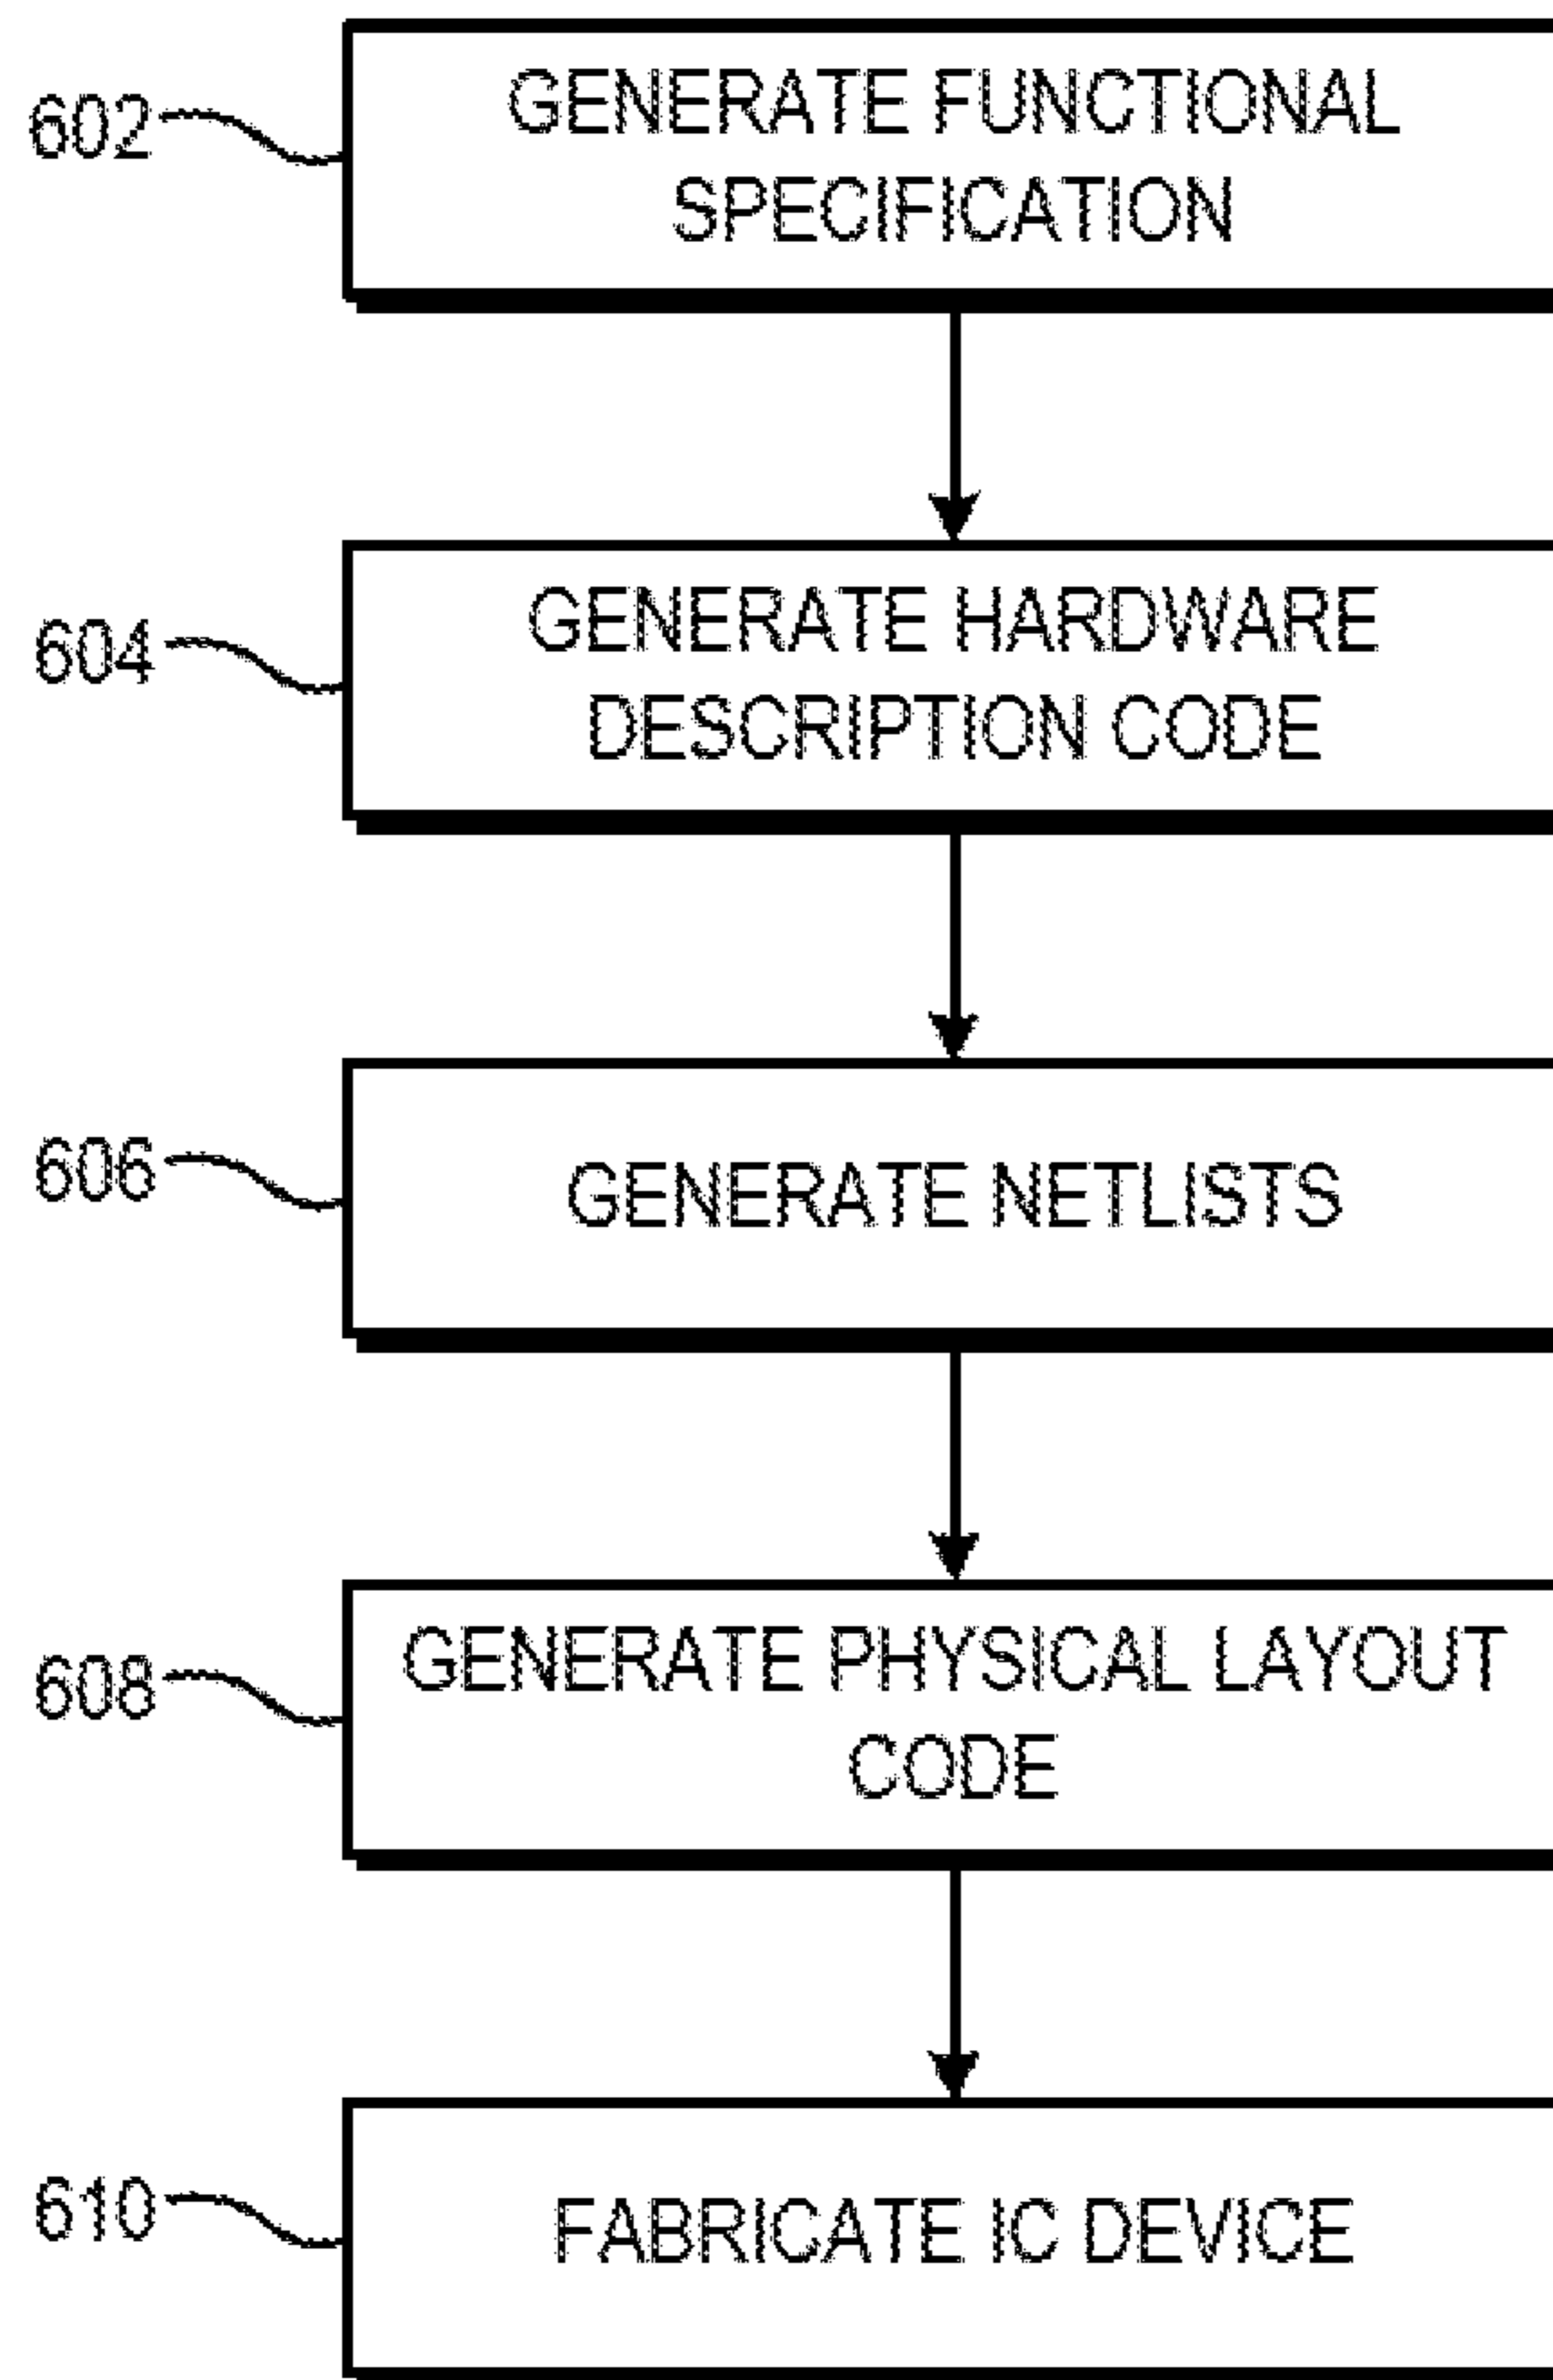 602
GENERATE FUNCTIONAL
SPECIFICATION
604
GENERATE HARDWARE
DESCRIPTION CODE
606
GENERATE NETLISTS
608
GENERATE PHYSICAL LAYOUT
CODE
610
FABRICATE IC DEVICE